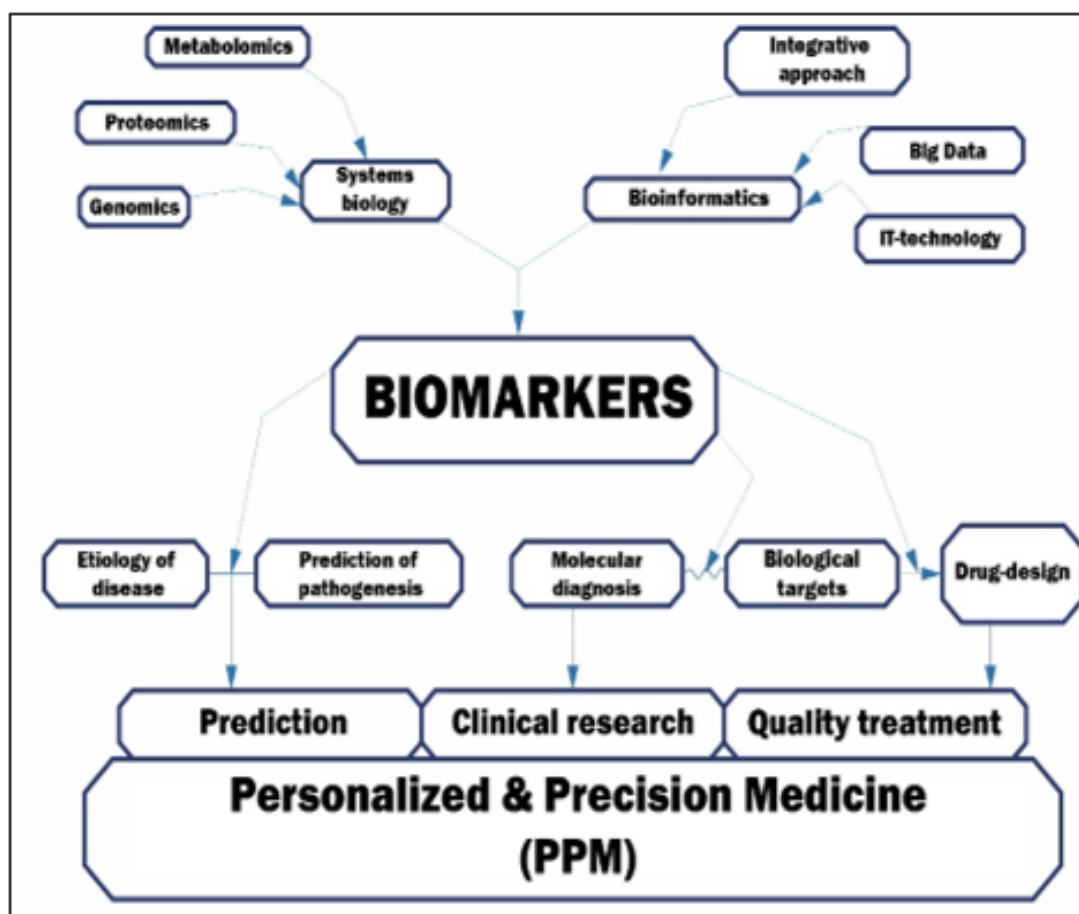 Metabolomics
Integrative
approach
Proteomics
Big Data
Systems
biology
Genomics
Bioinformatics
IT-technology
BIOMARKERS
Etiology of
disease
Prediction of
pathogenesis
Molecular
diagnosis
Biological
targets
Drug-design
Prediction
Clinical research
Quality treatment
Personalized & Precision Medicine
(PPM)